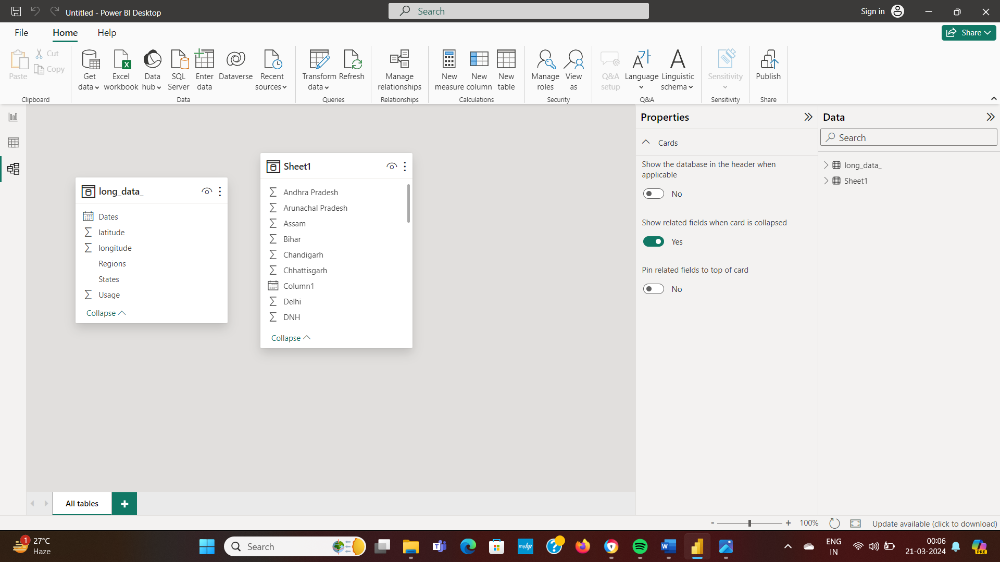 Untitled - Power BI Desktop
Search
Sign in
File
Home
Help
Share
Paste
Cut
Copy
Get data
Excel workbook
Data hub
SQL Server
Enter data
Dataverse
Recent sources
Transform data
Refresh
Manage relationships
New measure
New column
New table
Manage roles
View as
Q&A setup
Language
Linguistic schema
Sensitivity
Publish
Clipboard
Data
Queries
Relationships
Calculations
Security
Q&A
Sensitivity
Share
long_data_
Dates
latitude
longitude
Regions
States
Usage
Collapse
Sheet1
Andhra Pradesh
Arunachal Pradesh
Assam
Bihar
Chandigarh
Chhattisgarh
Column1
Delhi
DNH
Collapse
Properties
Cards
Show the database in the header when
applicable
No
Show related fields when card is collapsed
Yes
Pin related fields to top of card
No
Data
Search
long_data_
Sheet1
All tables
+
- + 100%
Update available (click to download)
1
27°C
Haze
Search
myhp
ENG
IN
00:06
21-03-2024
PRE